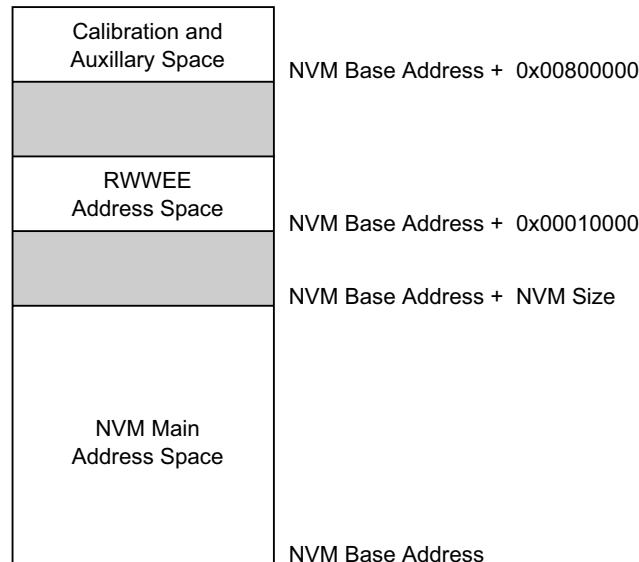 Calibration and
Auxillary Space
NVM Base Address + 0x00800000
RWWEE
Address Space
NVM Base Address + 0x00010000
NVM Base Address + NVM Size
NVM Main
Address Space
NVM Base Address